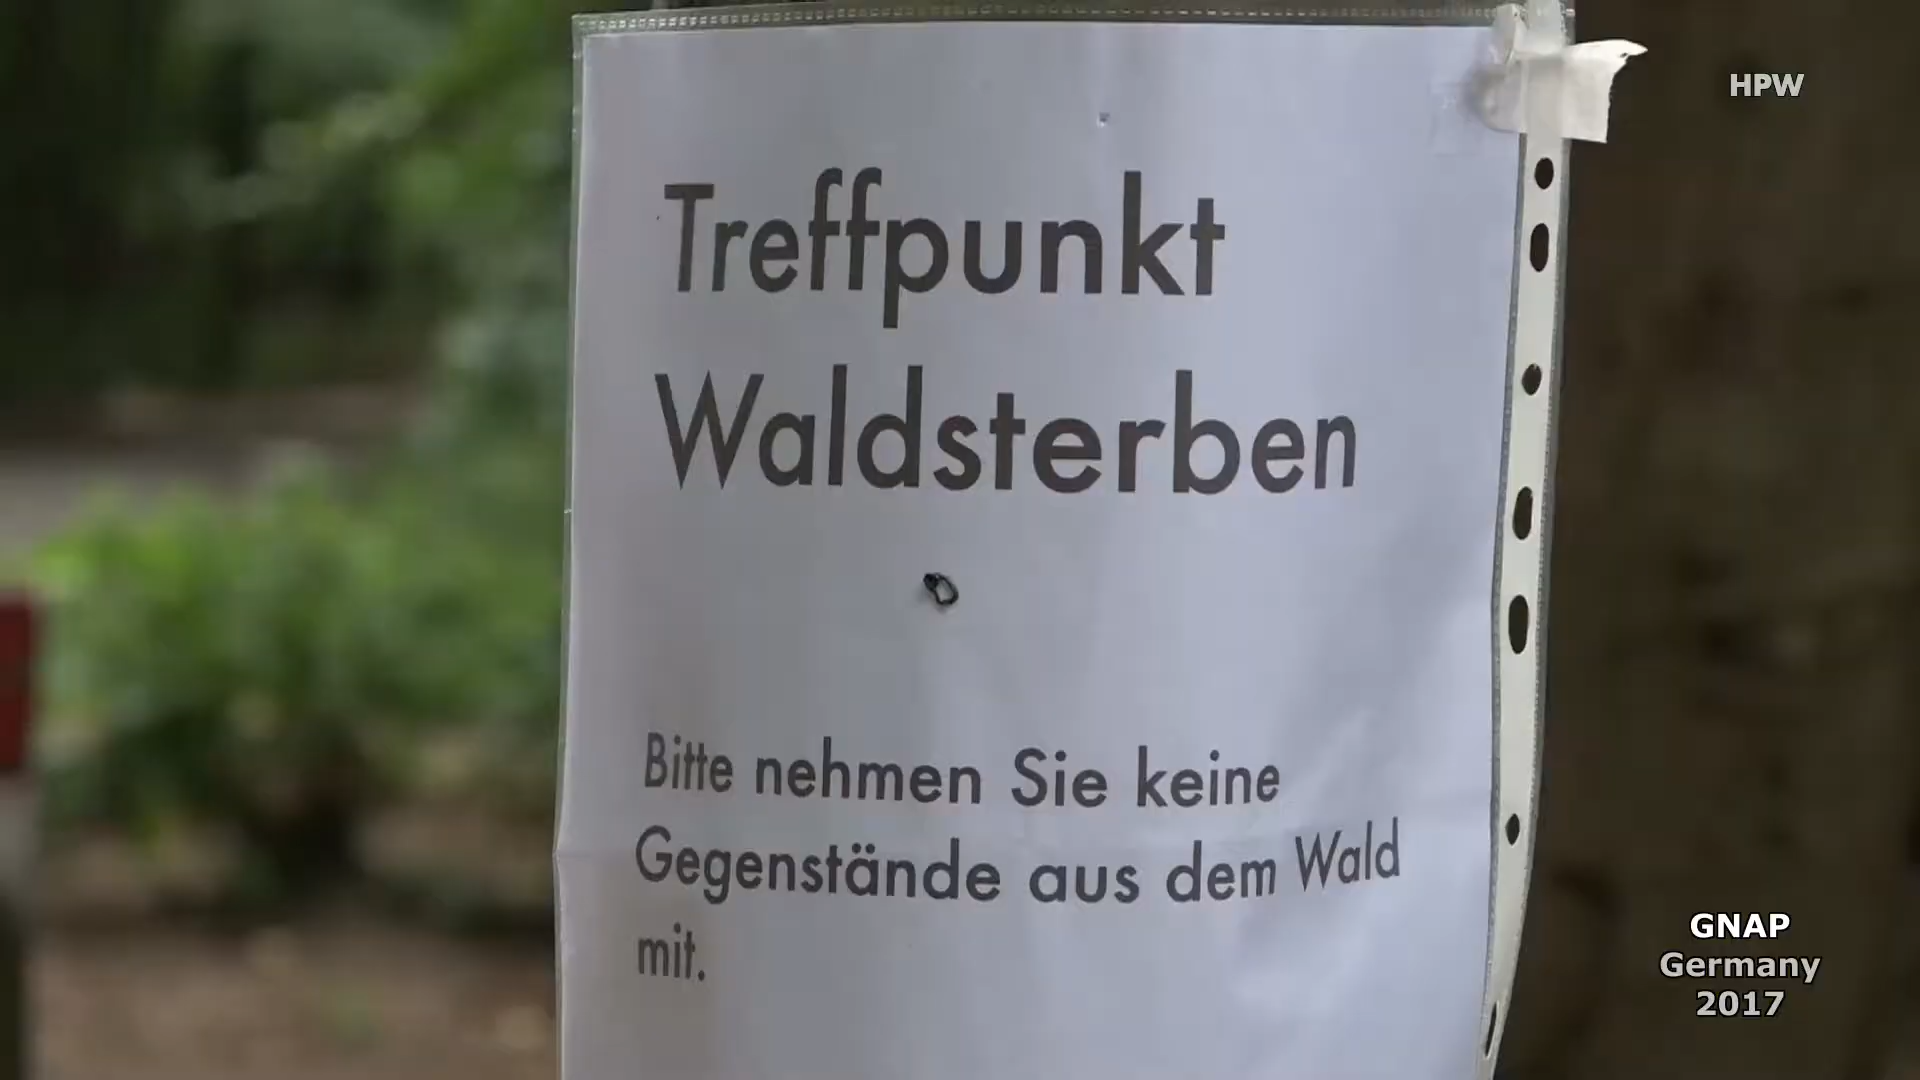 HPW
Treffpunkt
Waldsterben
Bitte nehmen Sie keine
Gegenstände aus dem Wald
mit.
GNAP
Germany
2017